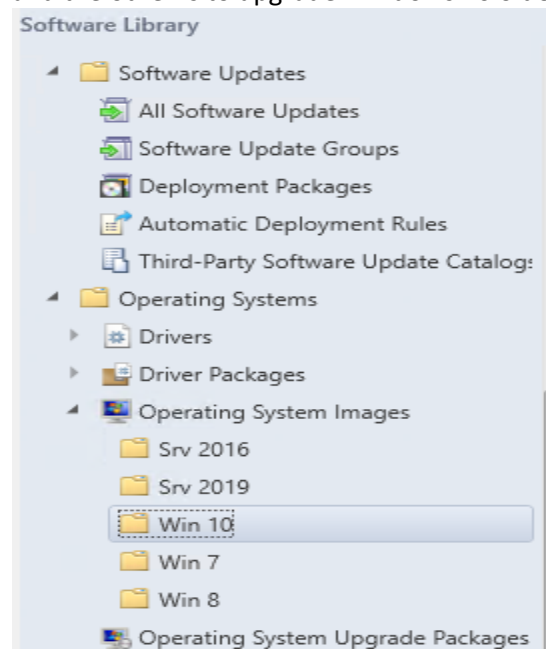 Software Library
Software Updates
All Software Updates
Software Update Groups
Deployment Packages
Automatic Deployment Rules
Third-Party Software Update Catalogs
Operating Systems
Drivers
Driver Packages
Operating System Images
Srv 2016
Srv 2019
Win 10
Win 7
Win 8
Operating System Upgrade Packages